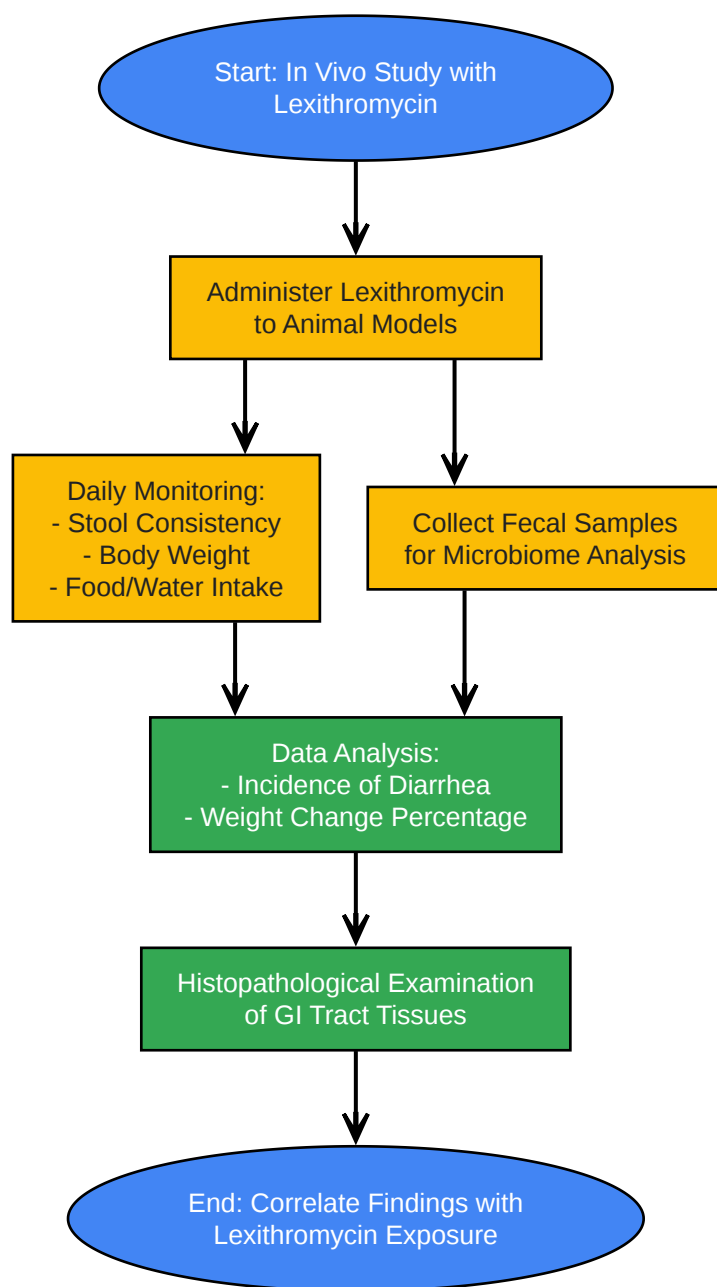 Start: In Vivo Study with
Lexithromycin
Administer Lexithromycin
to Animal Models
Daily Monitoring:
- Stool Consistency
- Body Weight
- Food/Water Intake
Collect Fecal Samples
for Microbiome Analysis
Data Analysis:
- Incidence of Diarrhea
- Weight Change Percentage
Histopathological Examination
of GI Tract Tissues
End: Correlate Findings with
Lexithromycin Exposure